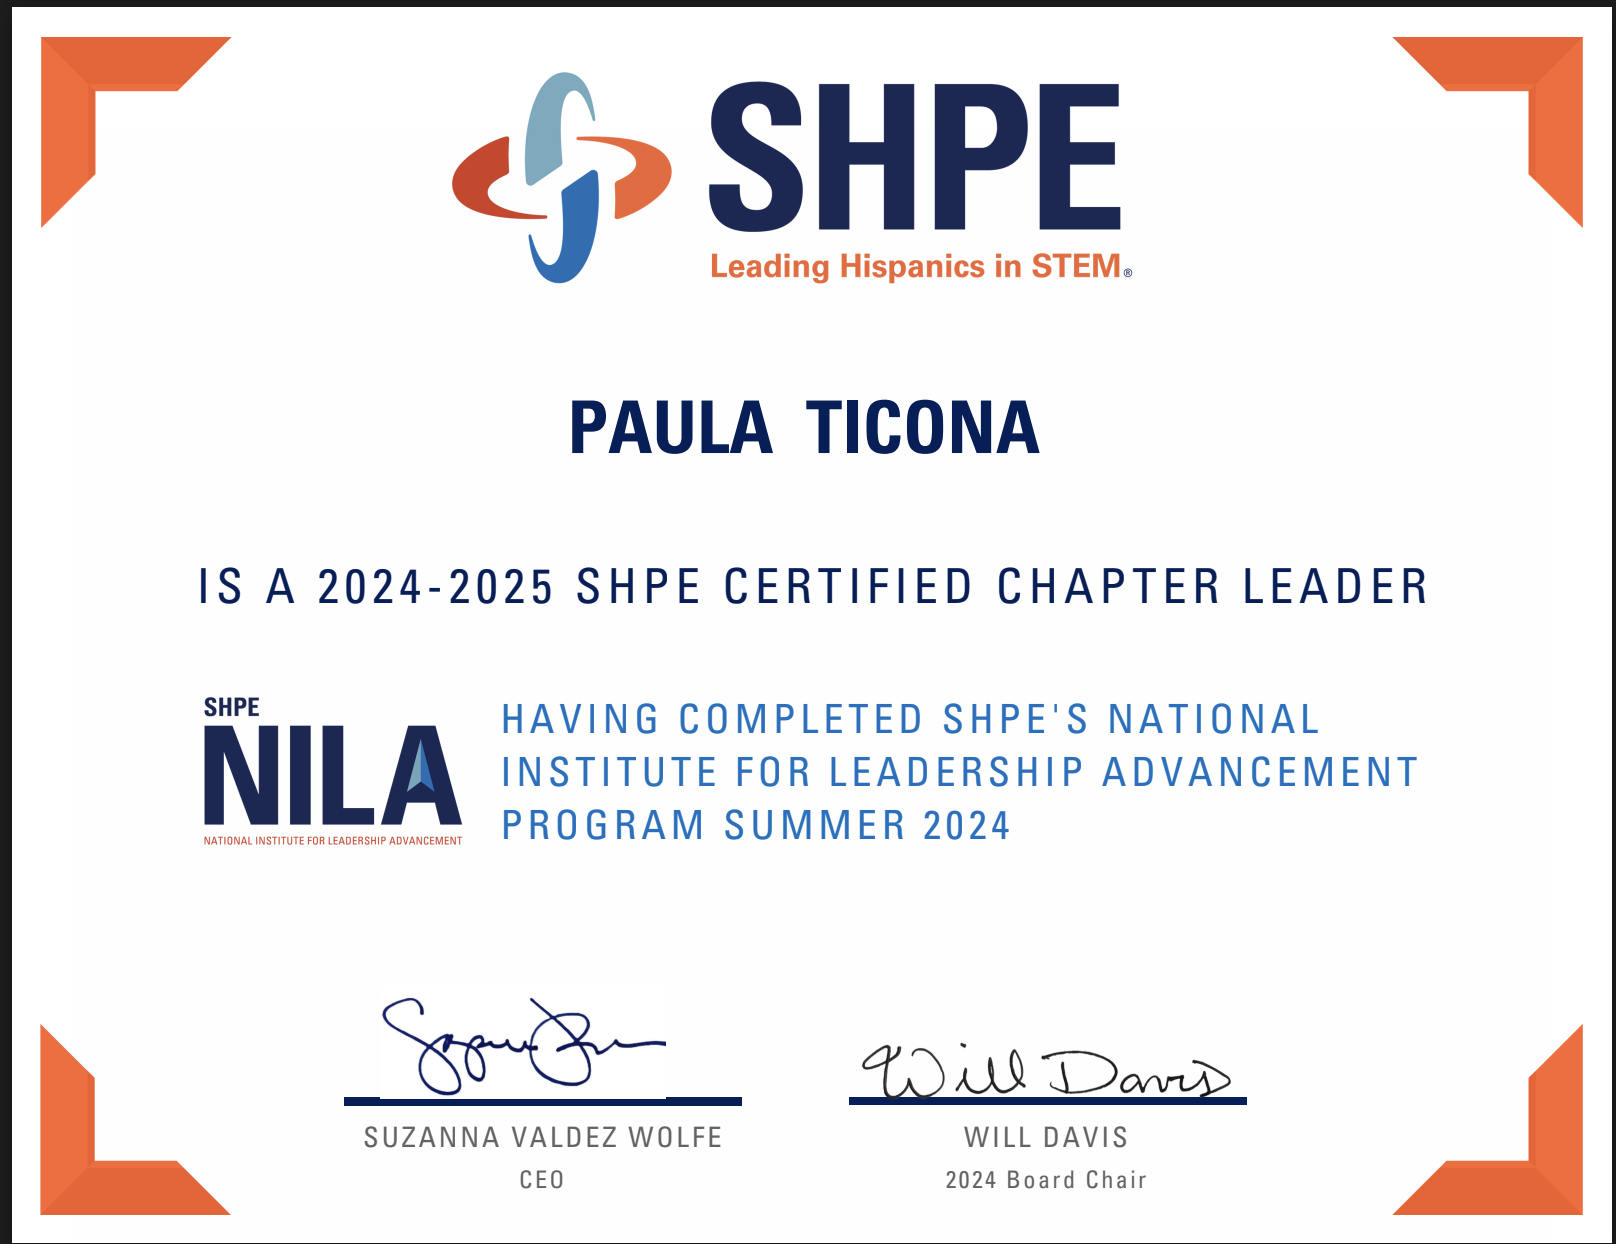 SHPE
Leading Hispanics in STEM®
PAULA TICONA
IS A 2024-2025 SHPE CERTIFIED CHAPTER LEADER
SHPE
NILA
NATIONAL INSTITUTE FOR LEADERSHIP ADVANCEMENT
HAVING COMPLETED SHPE'S NATIONAL
INSTITUTE FOR LEADERSHIP ADVANCEMENT
PROGRAM SUMMER 2024
Will Davis
SUZANNA VALDEZ WOLFE
CEO
WILL DAVIS
2024 Board Chair